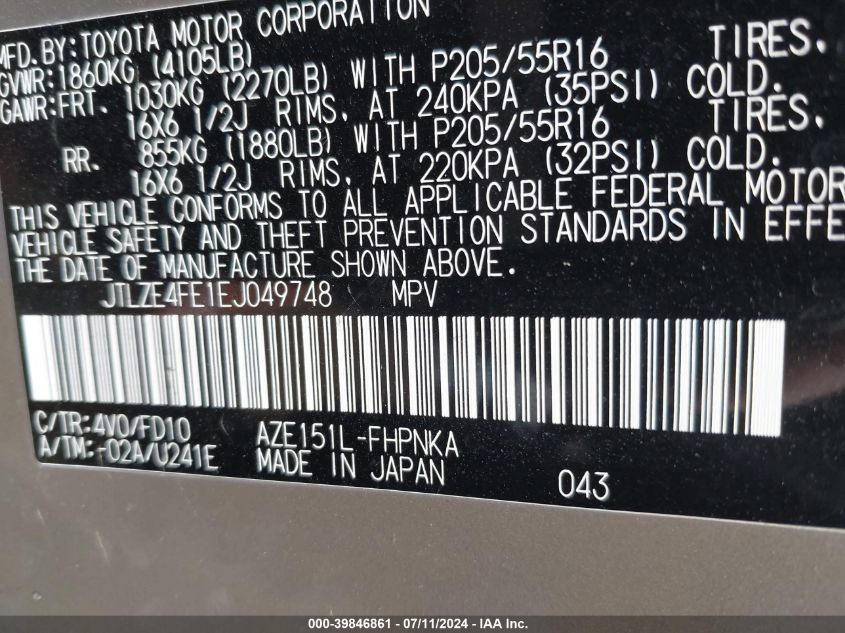 MFD. BY: TOYOTA MOTOR CORPORATION
GVWR: 1860KG (4105LB)
GAWR: FRT. 1030KG (2270LB) WITH P205/55R16 TIRES.
16X6 1/2J RIMS, AT 240KPA (35PSI) COLD.
RR. 855KG (1880LB) WITH P205/55R16 TIRES.
16X6 1/2J RIMS, AT 220KPA (32PSI) COLD.
THIS VEHICLE CONFORMS TO ALL APPLICABLE FEDERAL MOTOR
VEHICLE SAFETY AND THEFT PREVENTION STANDARDS IN EFFE
THE DATE OF MANUFACTURE SHOWN ABOVE.
JTLZE4FE1EJ049748 MPV
C/TR: 4V0/FD10 AZE151L-FHPNKA
A/TM: -02A/U241E MADE IN JAPAN 043
000-39846861 - 07/11/2024 - IAA Inc.